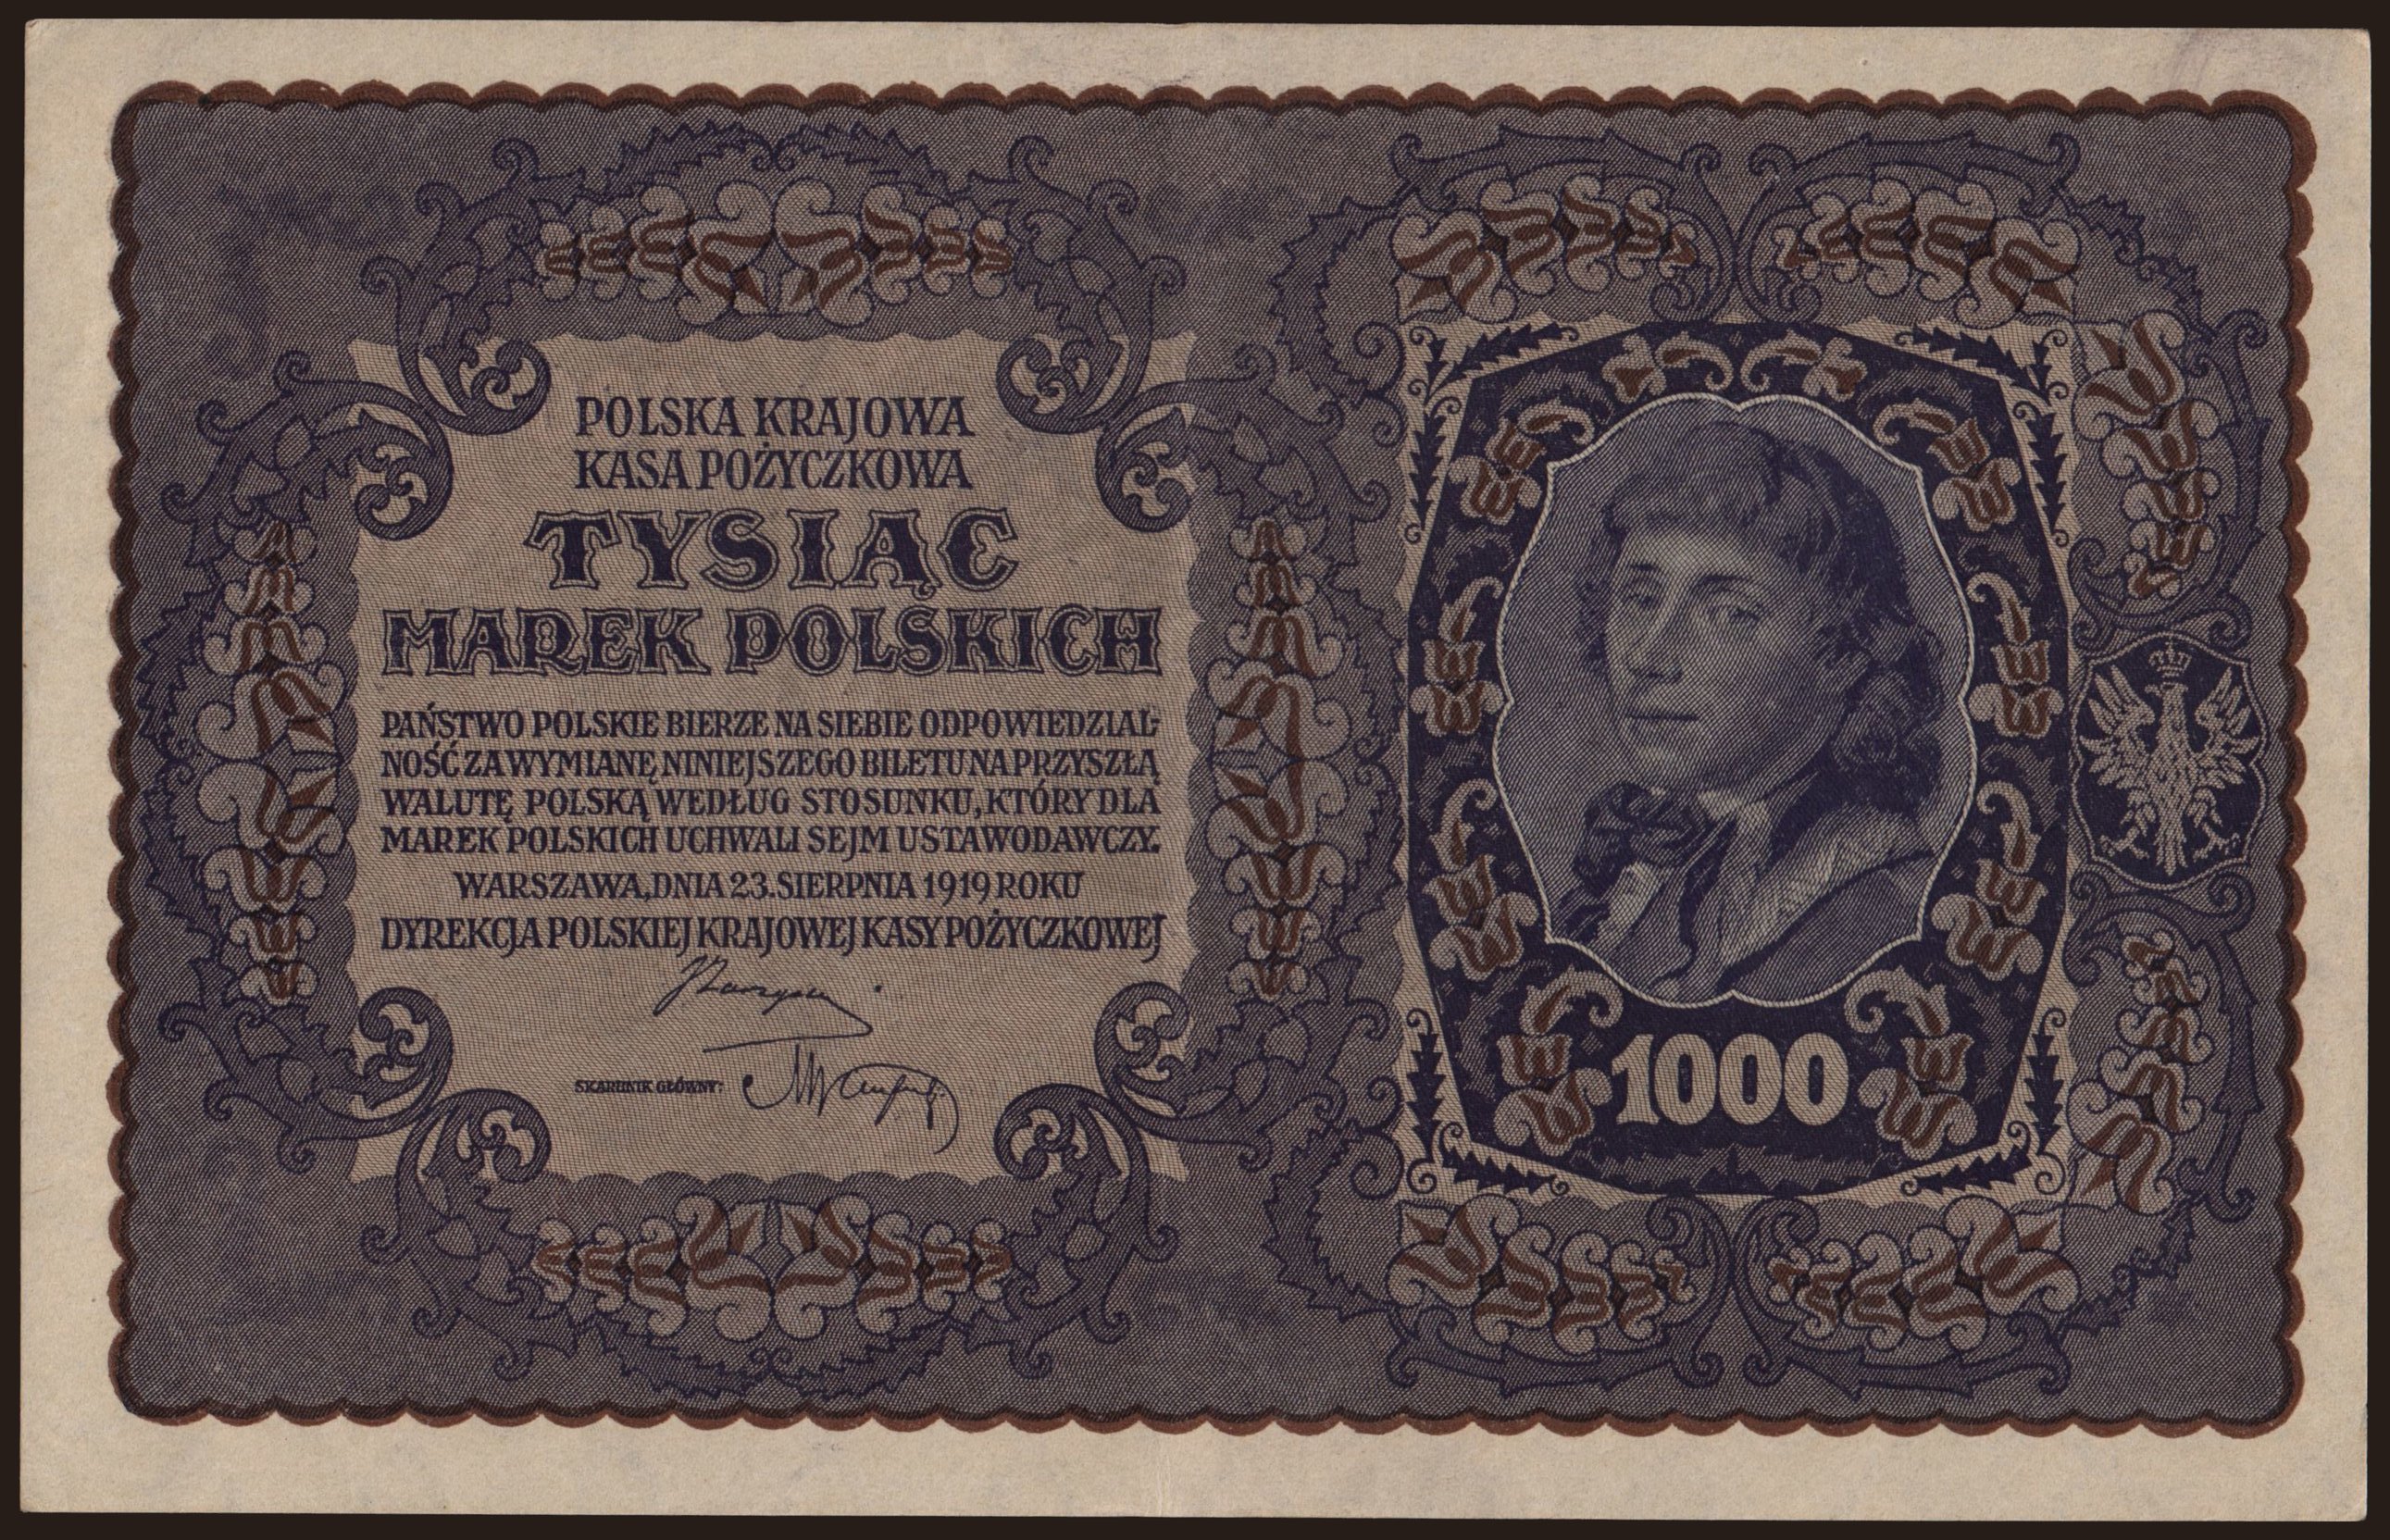 POLSKA KRAJOWA
KASA POŻYCZKOWA
TYSIĄC
MAREK POLSKICH
PAŃSTWO POLSKIE BIERZE NA SIEBIE ODPOWIEDZIAL-
NOŚĆ ZA WYMIANĘ NINIEJSZEGO BILETU NA PRZYSZŁĄ
WALUTĘ POLSKĄ WEDŁUG STOSUNKU, KTÓRY DLA
MAREK POLSKICH UCHWALI SEJM USTAWODAWCZY.
WARSZAWA, DNIA 23. SIERPNIA 1919 ROKU
DYREKCJA POLSKIEJ KRAJOWEJ KASY POŻYCZKOWEJ
SKARBNIK GŁÓWNY:
1000